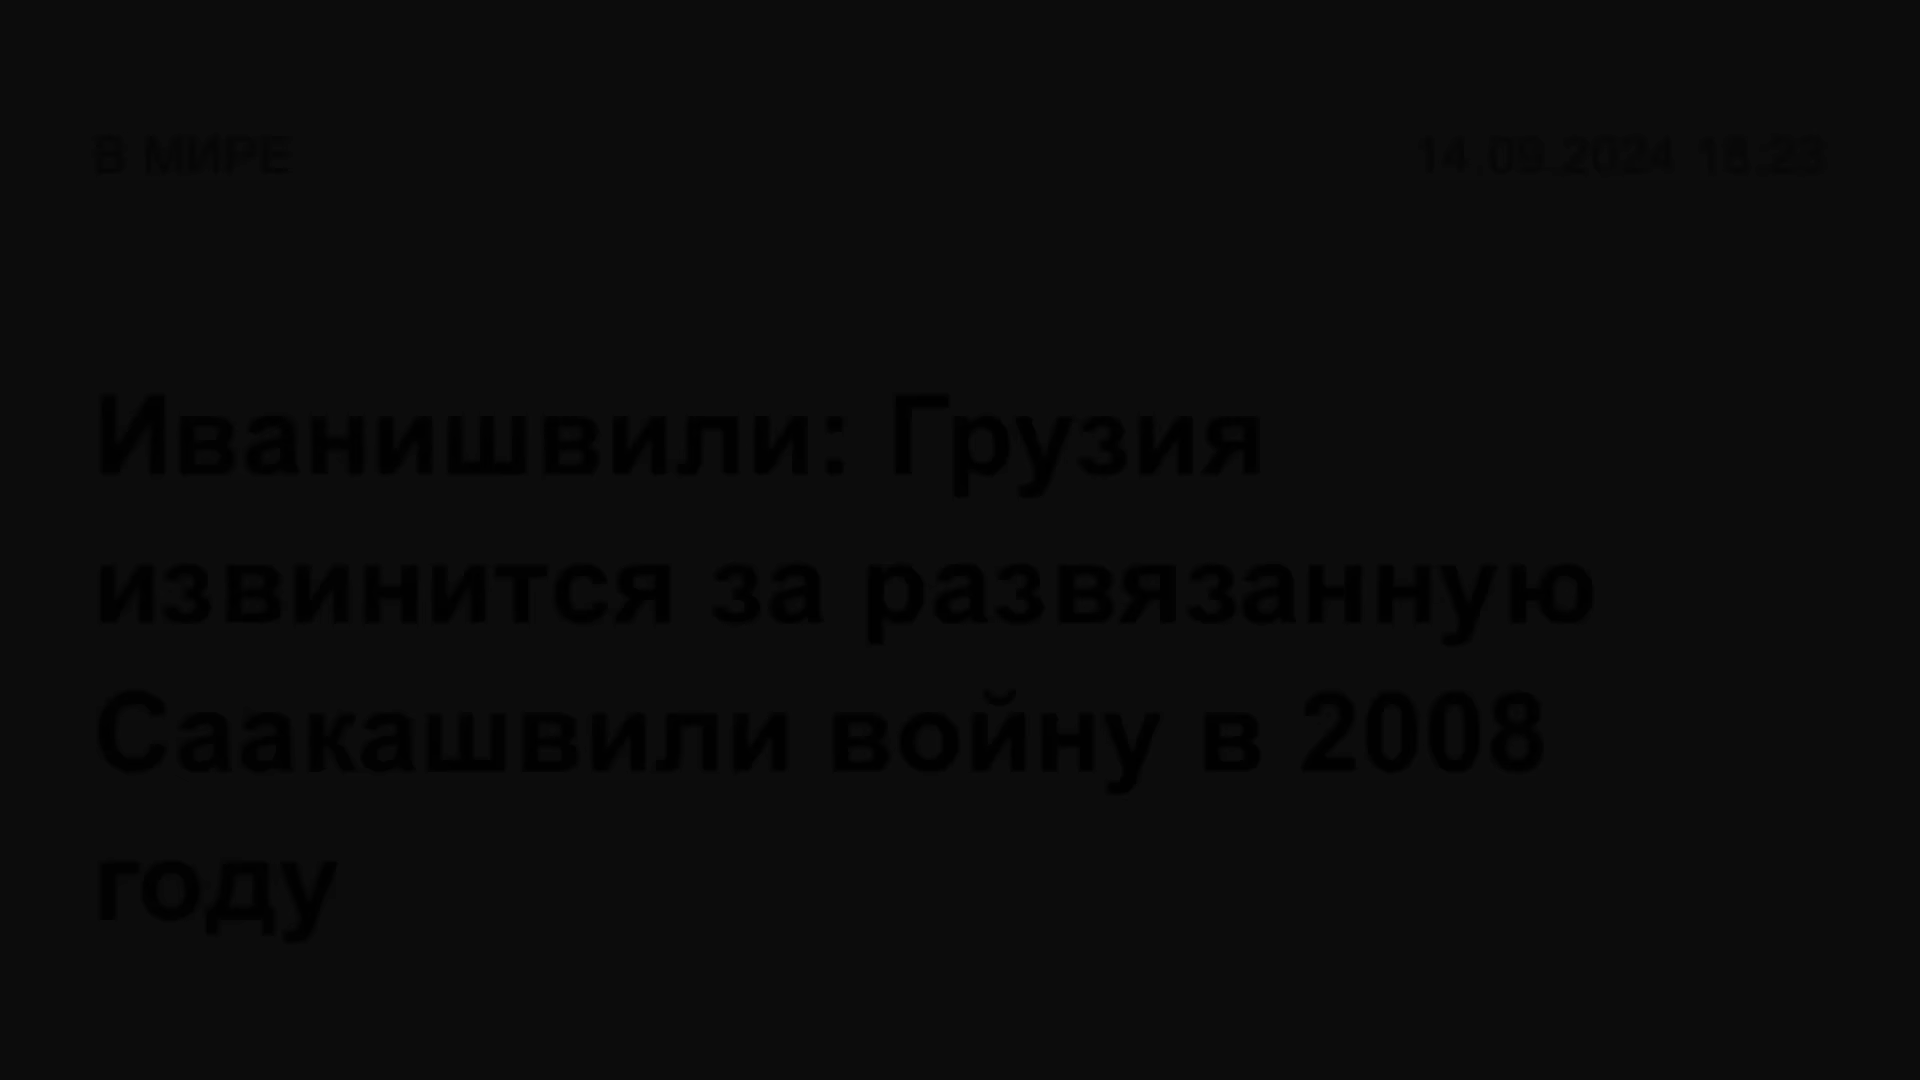 В МИРЕ
14.09.2024 18:23
Иванишвили: Грузия
извинится за развязанную
Саакашвили войну в 2008
году